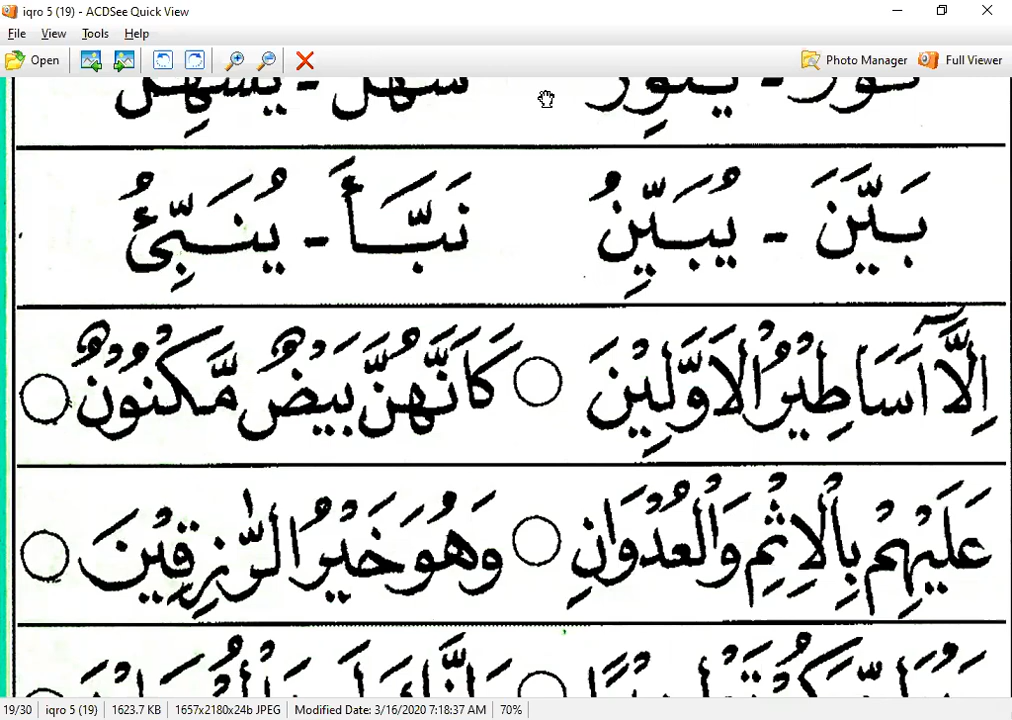 iqro 5 (19) - ACDSee Quick View
File View Tools Help
Open Photo Manager Full Viewer
نَوَّرَ - يُنَوِّرُ سَهَّلَ - يُسَهِّلُ
بَيَّنَ - يُبَيِّنُ نَبَّأَ - يُنَبِّئُ
اِلَّآ اَسَاطِيْرُ الْاَوَّلِيْنَ ○ كَاَنَّهُنَّ بَيْضٌ مَّكْنُوْنٌ ○
عَلَيْهِمْ بِالْاِثْمِ وَالْعُدْوَانِ ○ وَهُوَ خَيْرُ الرّٰزِقِيْنَ ○
19/30 iqro 5 (19) 1623.7 KB 1657x2180x24b JPEG Modified Date: 3/16/2020 7:18:37 AM 70%